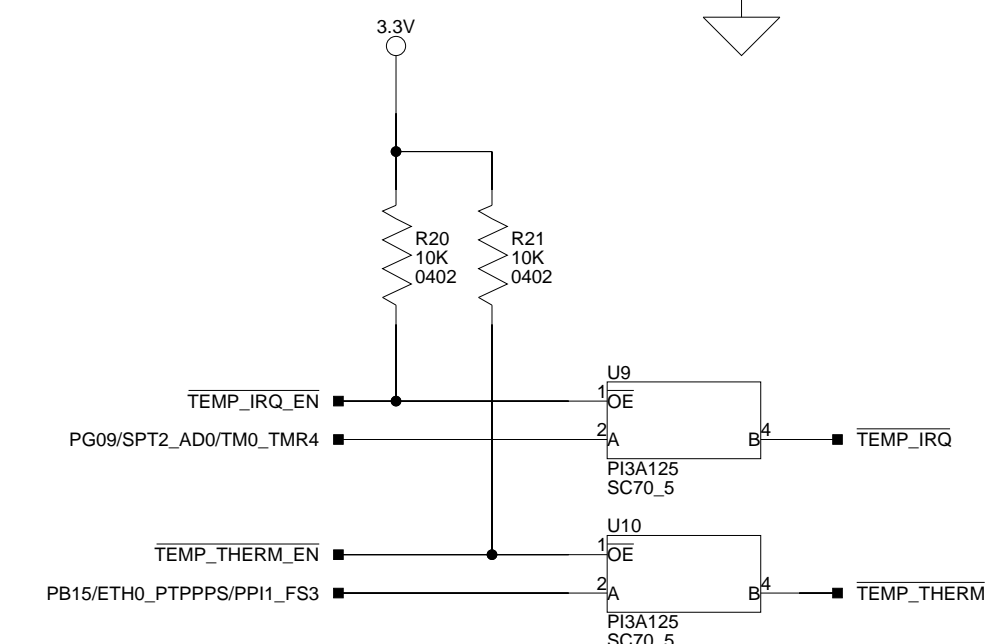 3.3V
R20
10K
0402
R21
10K
0402
U9
TEMP_IRQ_EN
1
OE
PG09/SPT2_AD0/TM0_TMR4
2
A
B
4
TEMP_IRQ
PI3A125
SC70_5
U10
TEMP_THERM_EN
1
OE
PB15/ETH0_PTPPPS/PPI1_FS3
2
A
B
4
TEMP_THERM
PI3A125
SC70_5